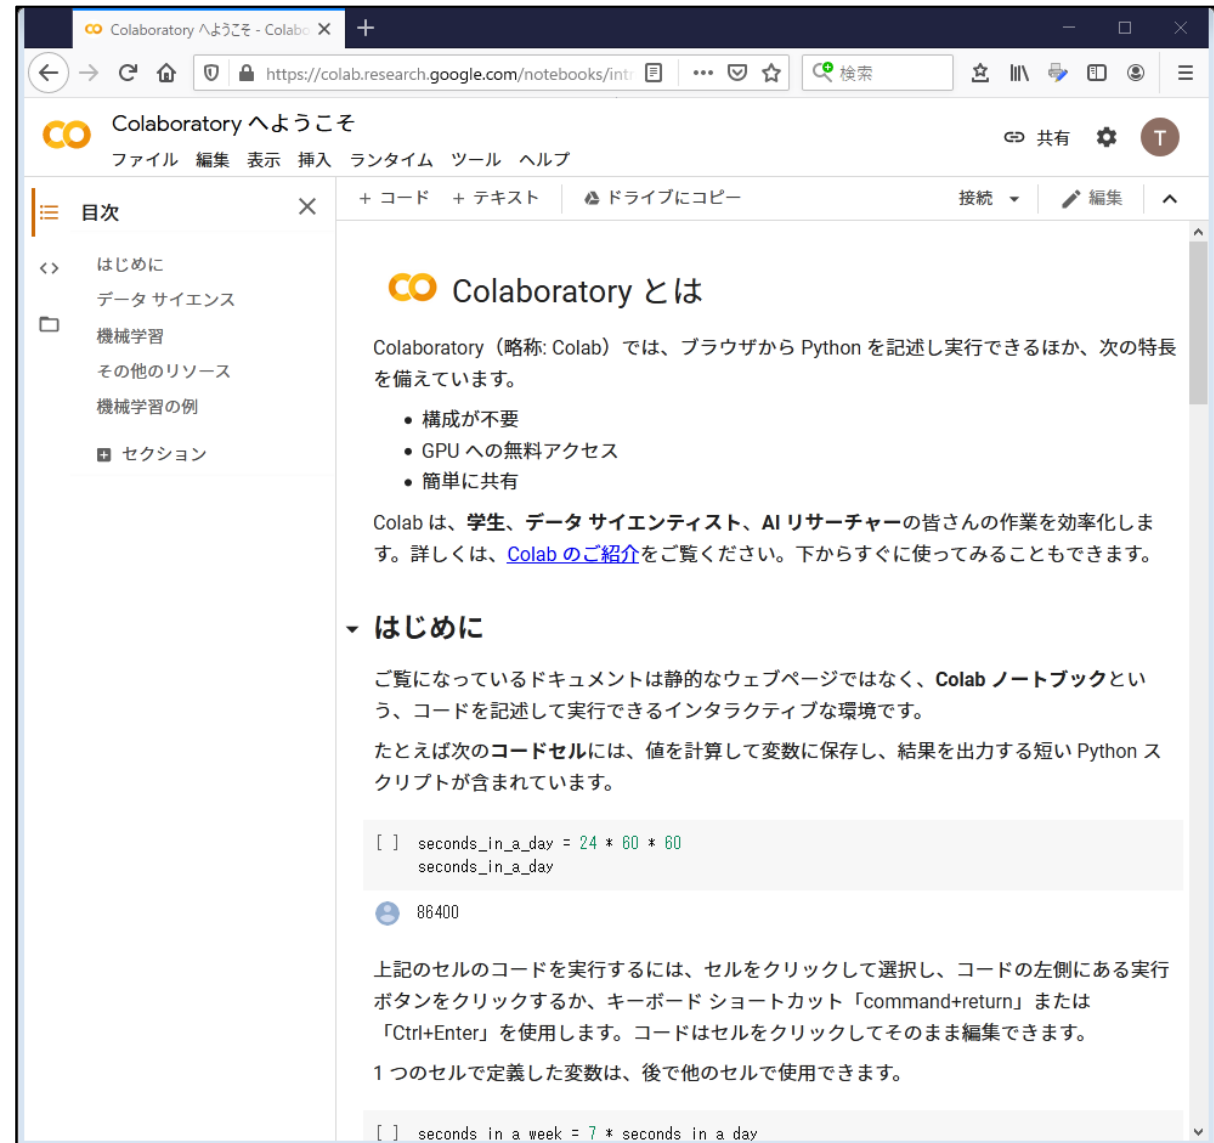 Colaboratory へようこそ - Colabo
https://colab.research.google.com/notebooks/intr
検索
Colaboratory へようこそ
共有
T
ファイル 編集 表示 挿入 ランタイム ツール ヘルプ
目次
+ コード + テキスト ドライブにコピー 接続 編集
はじめに
データ サイエンス
機械学習
その他のリソース
機械学習の例
セクション
Colaboratory とは
Colaboratory（略称: Colab）では、ブラウザから Python を記述し実行できるほか、次の特長
を備えています。
• 構成が不要
• GPU への無料アクセス
• 簡単に共有
Colab は、学生、データ サイエンティスト、AI リサーチャーの皆さんの作業を効率化しま
す。詳しくは、Colab のご紹介をご覧ください。下からすぐに使ってみることもできます。
はじめに
ご覧になっているドキュメントは静的なウェブページではなく、Colab ノートブックとい
う、コードを記述して実行できるインタラクティブな環境です。
たとえば次のコードセルには、値を計算して変数に保存し、結果を出力する短い Python ス
クリプトが含まれています。
[ ] seconds_in_a_day = 24 * 60 * 60
seconds_in_a_day
86400
上記のセルのコードを実行するには、セルをクリックして選択し、コードの左側にある実行
ボタンをクリックするか、キーボード ショートカット「command+return」または
「Ctrl+Enter」を使用します。コードはセルをクリックしてそのまま編集できます。
1 つのセルで定義した変数は、後で他のセルで使用できます。
[ ] seconds_in_a_week = 7 * seconds_in_a_day